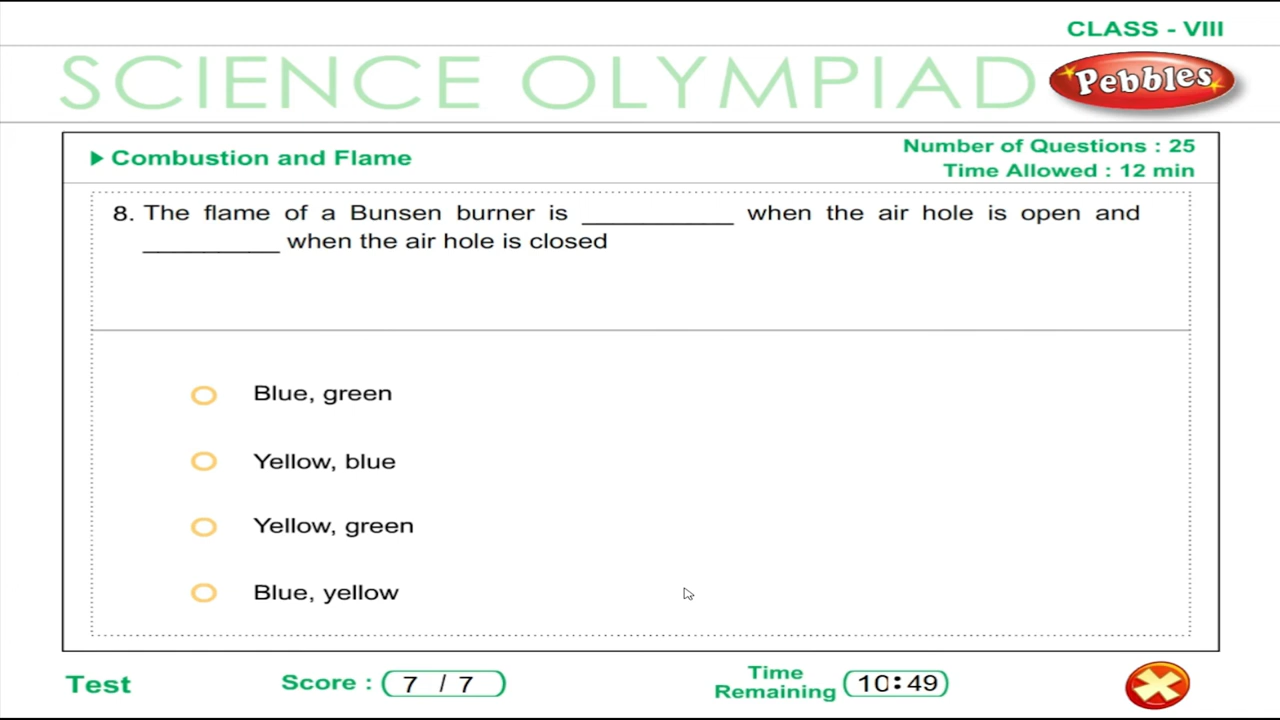 CLASS - VIII
SCIENCE OLYMPIAD
Pebbles
Combustion and Flame
Number of Questions : 25
Time Allowed : 12 min
8. The flame of a Bunsen burner is ___________ when the air hole is open and
__________ when the air hole is closed
Blue, green
Yellow, blue
Yellow, green
Blue, yellow
Test
Score : 7 / 7
Time
Remaining
10:49